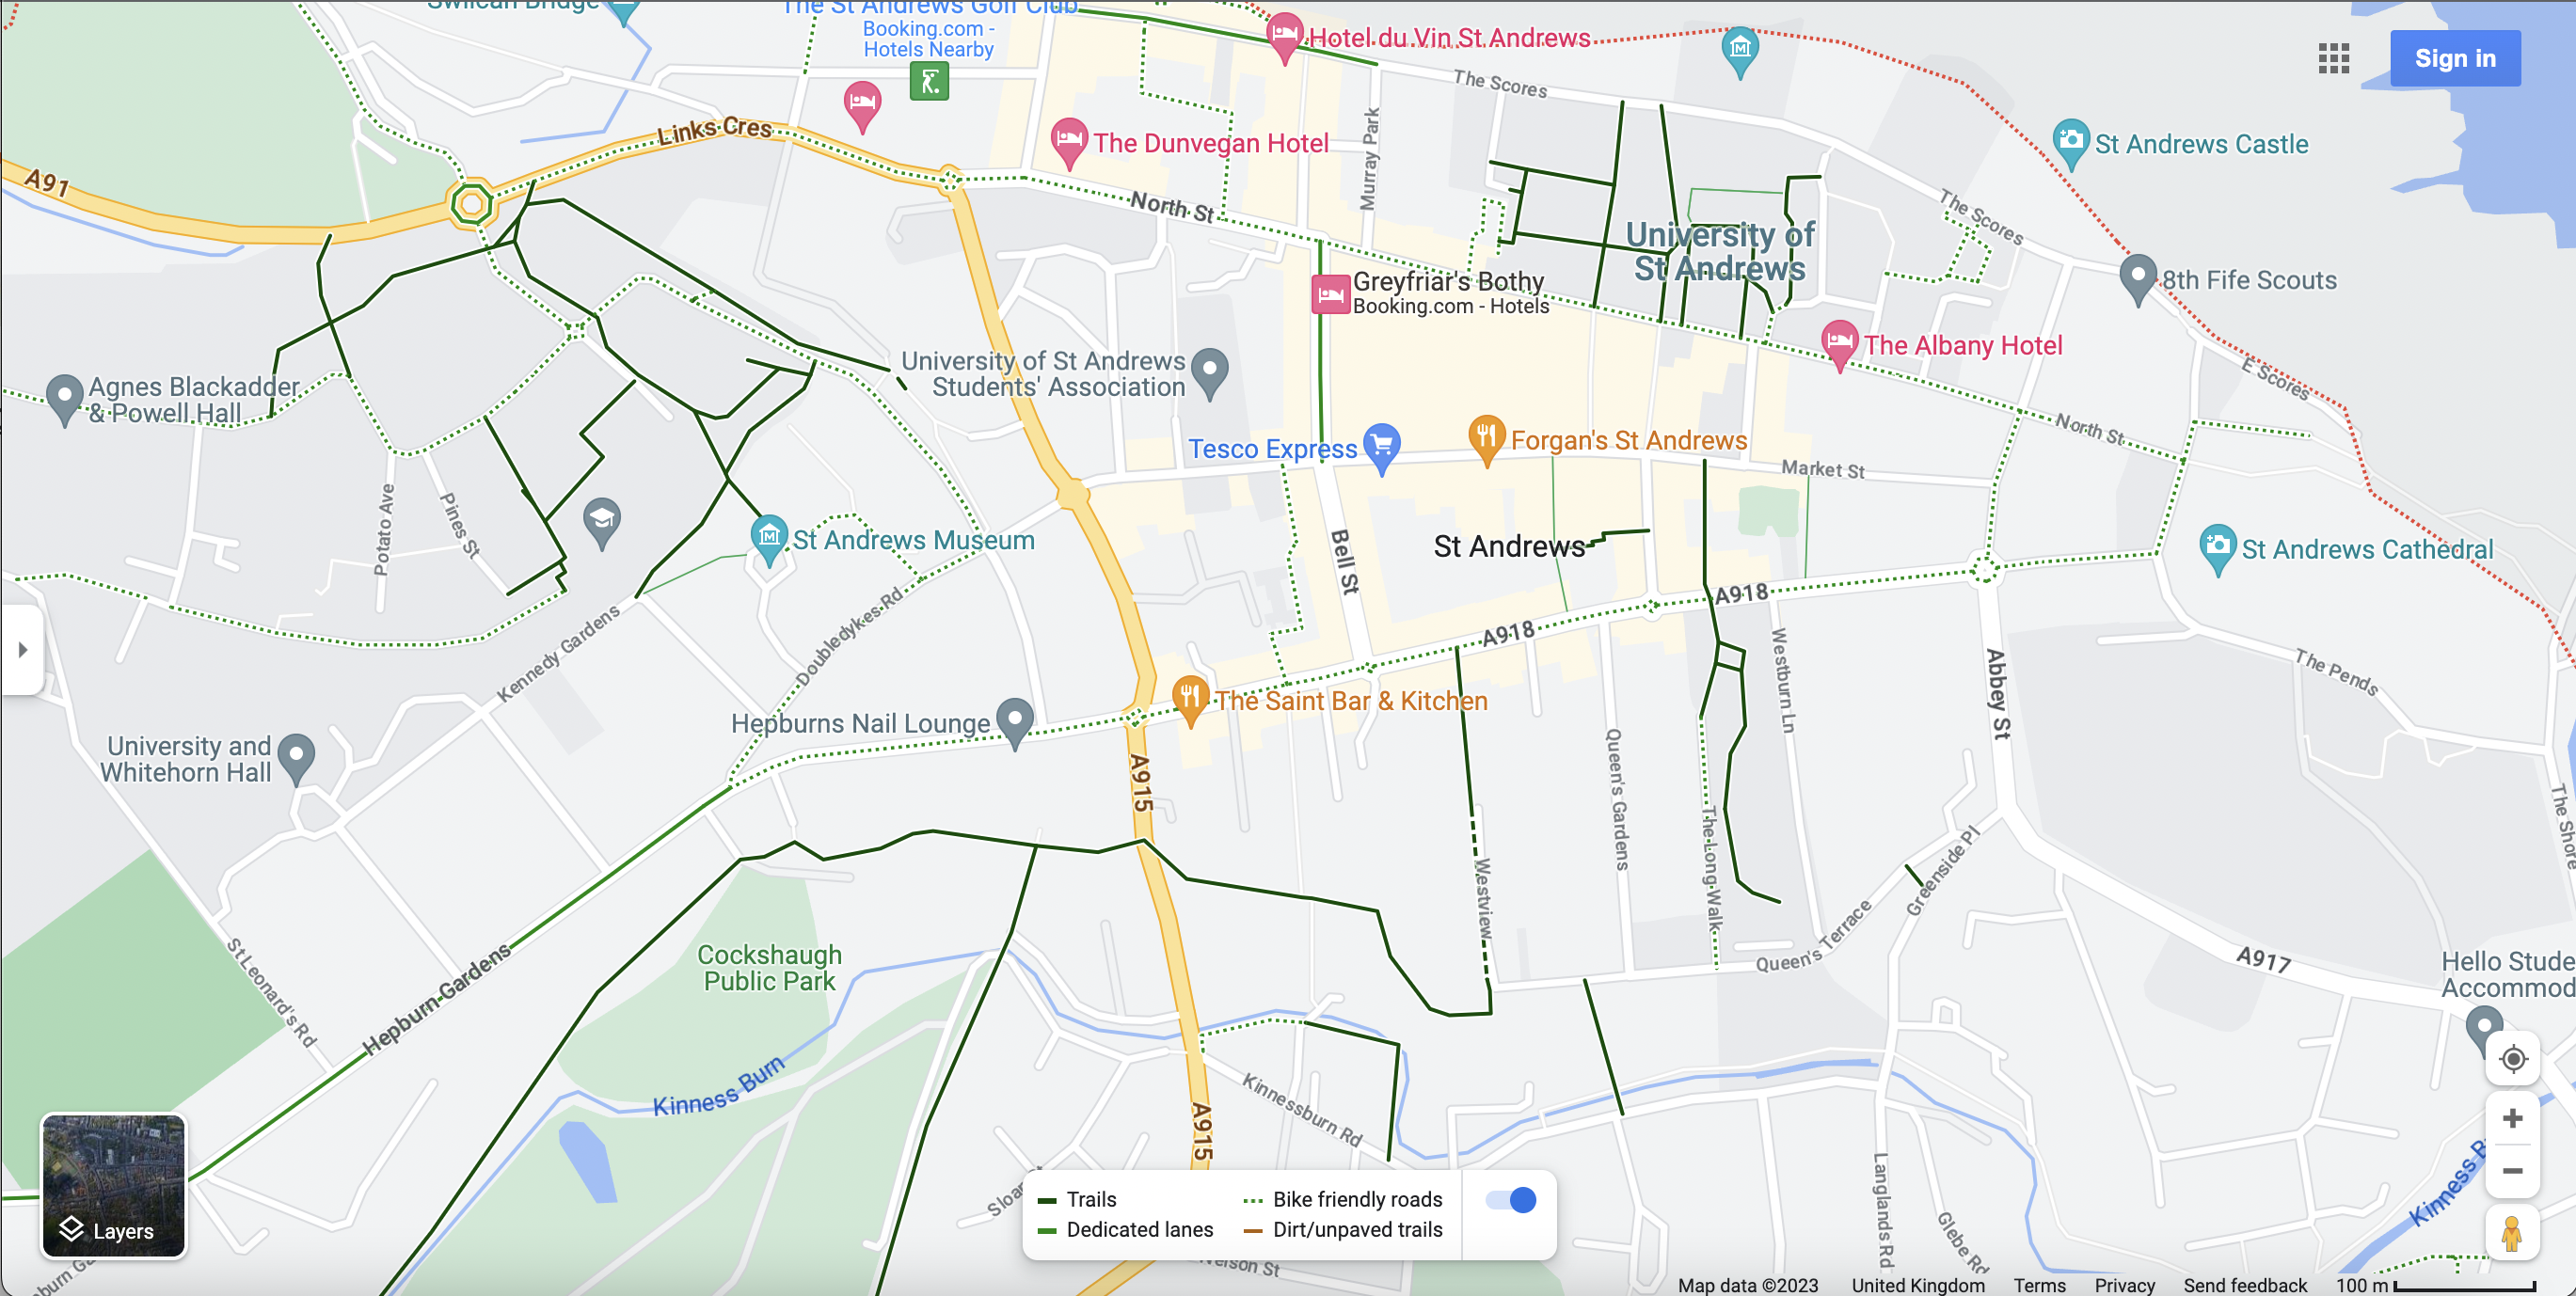 Swilcan Bridge
The St Andrews Golf Club
Booking.com -
Hotels Nearby
Hotel du Vin St Andrews
Sign in
The Scores
Links Cres
The Dunvegan Hotel
Murray Park
St Andrews Castle
A91
North St
University of
St Andrews
The Scores
Greyfriar's Bothy
Booking.com - Hotels
8th Fife Scouts
The Albany Hotel
University of St Andrews
Students' Association
Agnes Blackadder
& Powell Hall
E Scores
North St
Tesco Express
Forgan's St Andrews
Market St
Potato Ave
Pines St
St Andrews Museum
Bell St
St Andrews
St Andrews Cathedral
A918
A918
Doubledykes Rd
Kennedy Gardens
Westburn Ln
Abbey St
The Pends
The Saint Bar & Kitchen
Hepburns Nail Lounge
University and
Whitehorn Hall
A915
Queen's Gardens
The Long Walk
Westview
Greenside Pl
Queen's Terrace
The Shore
St Leonard's Rd
Hepburn Gardens
Cockshaugh
Public Park
A917
Hello Stude
Accommod
Kinness Burn
Kinnessburn Rd
A915
Langlands Rd
Glebe Rd
Kinness B
Sloa
Trails
Bike friendly roads
Dedicated lanes
Dirt/unpaved trails
Layers
burn Ga
Nelson St
Map data ©2023
United Kingdom
Terms
Privacy
Send feedback
100 m